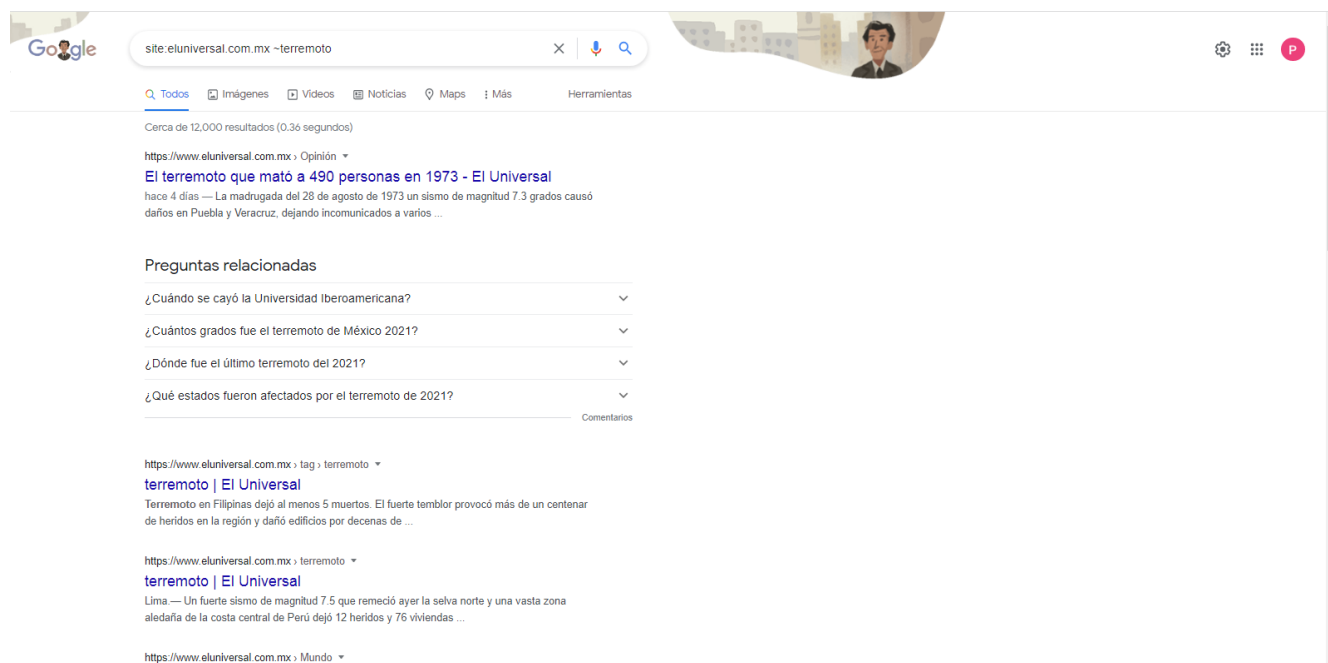 Google
site:eluniversal.com.mx ~terremoto
P
Todos Imágenes Videos Noticias Maps Más Herramientas
Cerca de 12,000 resultados (0.36 segundos)
https://www.eluniversal.com.mx › Opinión
El terremoto que mató a 490 personas en 1973 - El Universal
hace 4 días — La madrugada del 28 de agosto de 1973 un sismo de magnitud 7.3 grados causó
daños en Puebla y Veracruz, dejando incomunicados a varios ...
Preguntas relacionadas
¿Cuándo se cayó la Universidad Iberoamericana?
¿Cuántos grados fue el terremoto de México 2021?
¿Dónde fue el último terremoto del 2021?
¿Qué estados fueron afectados por el terremoto de 2021?
Comentarios
https://www.eluniversal.com.mx › tag › terremoto
terremoto | El Universal
Terremoto en Filipinas dejó al menos 5 muertos. El fuerte temblor provocó más de un centenar
de heridos en la región y dañó edificios por decenas de ...
https://www.eluniversal.com.mx › terremoto
terremoto | El Universal
Lima.— Un fuerte sismo de magnitud 7.5 que remeció ayer la selva norte y una vasta zona
aledaña de la costa central de Perú dejó 12 heridos y 76 viviendas ...
https://www.eluniversal.com.mx › Mundo